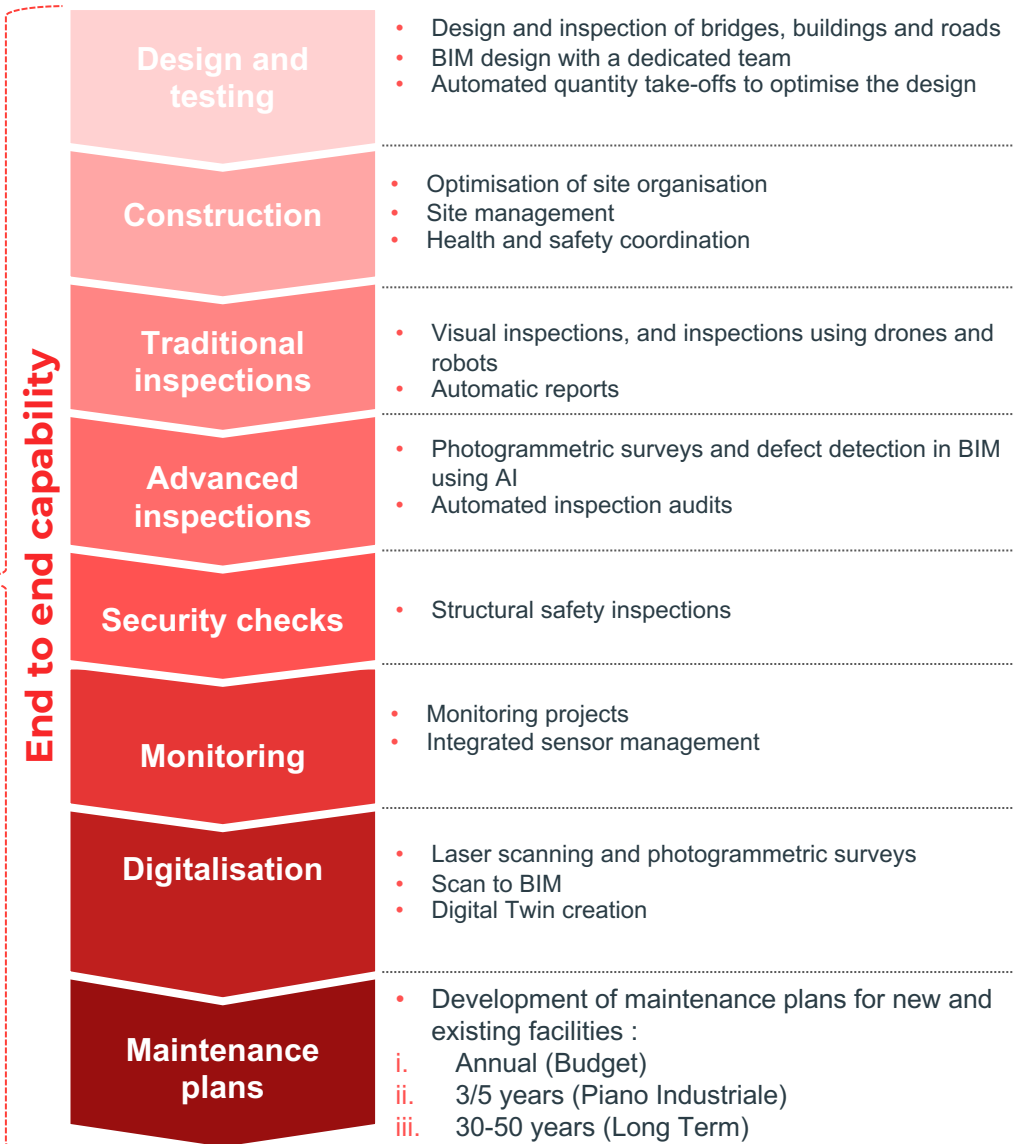 End to end capability
Design and
testing
• Design and inspection of bridges, buildings and roads
• BIM design with a dedicated team
• Automated quantity take-offs to optimise the design
Construction
• Optimisation of site organisation
• Site management
• Health and safety coordination
Traditional
inspections
• Visual inspections, and inspections using drones and
robots
• Automatic reports
Advanced
inspections
• Photogrammetric surveys and defect detection in BIM
using AI
• Automated inspection audits
Security checks
• Structural safety inspections
Monitoring
• Monitoring projects
• Integrated sensor management
Digitalisation
• Laser scanning and photogrammetric surveys
• Scan to BIM
• Digital Twin creation
Maintenance
plans
• Development of maintenance plans for new and
existing facilities :
i. Annual (Budget)
ii. 3/5 years (Piano Industriale)
iii. 30-50 years (Long Term)